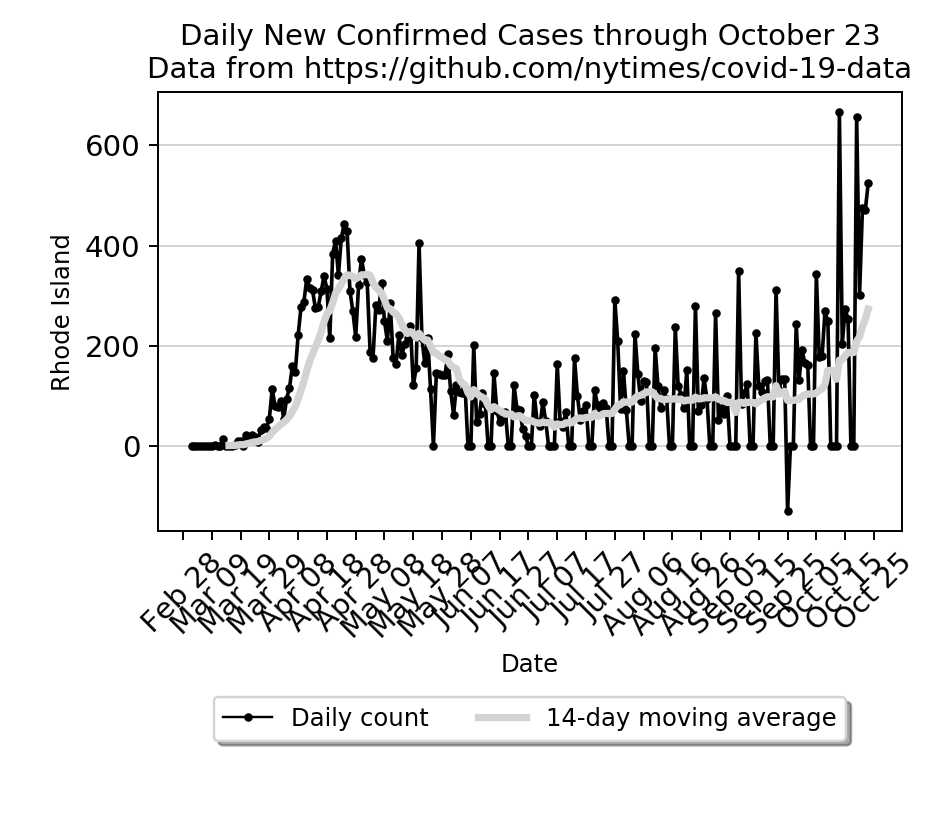 Daily New Confirmed Cases through October 23
Data from https://github.com/nytimes/covid-19-data
600
400
200
0
Rhode Island
Feb 28
Mar 09
Mar 19
Mar 29
Apr 08
Apr 18
Apr 28
May 08
May 18
May 28
Jun 07
Jun 17
Jun 27
Jul 07
Jul 17
Jul 27
Aug 06
Aug 16
Aug 26
Sep 05
Sep 15
Sep 25
Oct 05
Oct 15
Oct 25
Date
Daily count
14-day moving average